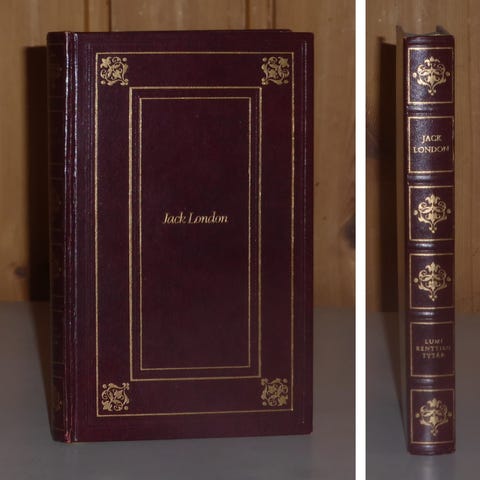 Jack London
JACK
LONDON
LUMI
KENTTIEN
TYTÄR